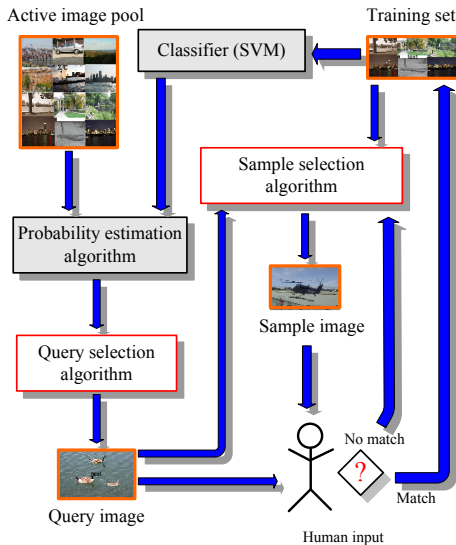 Active image pool
Training set
Classifier (SVM)
Sample selection
algorithm
Probability estimation
algorithm
Sample image
Query selection
algorithm
No match
?
Match
Query image
Human input